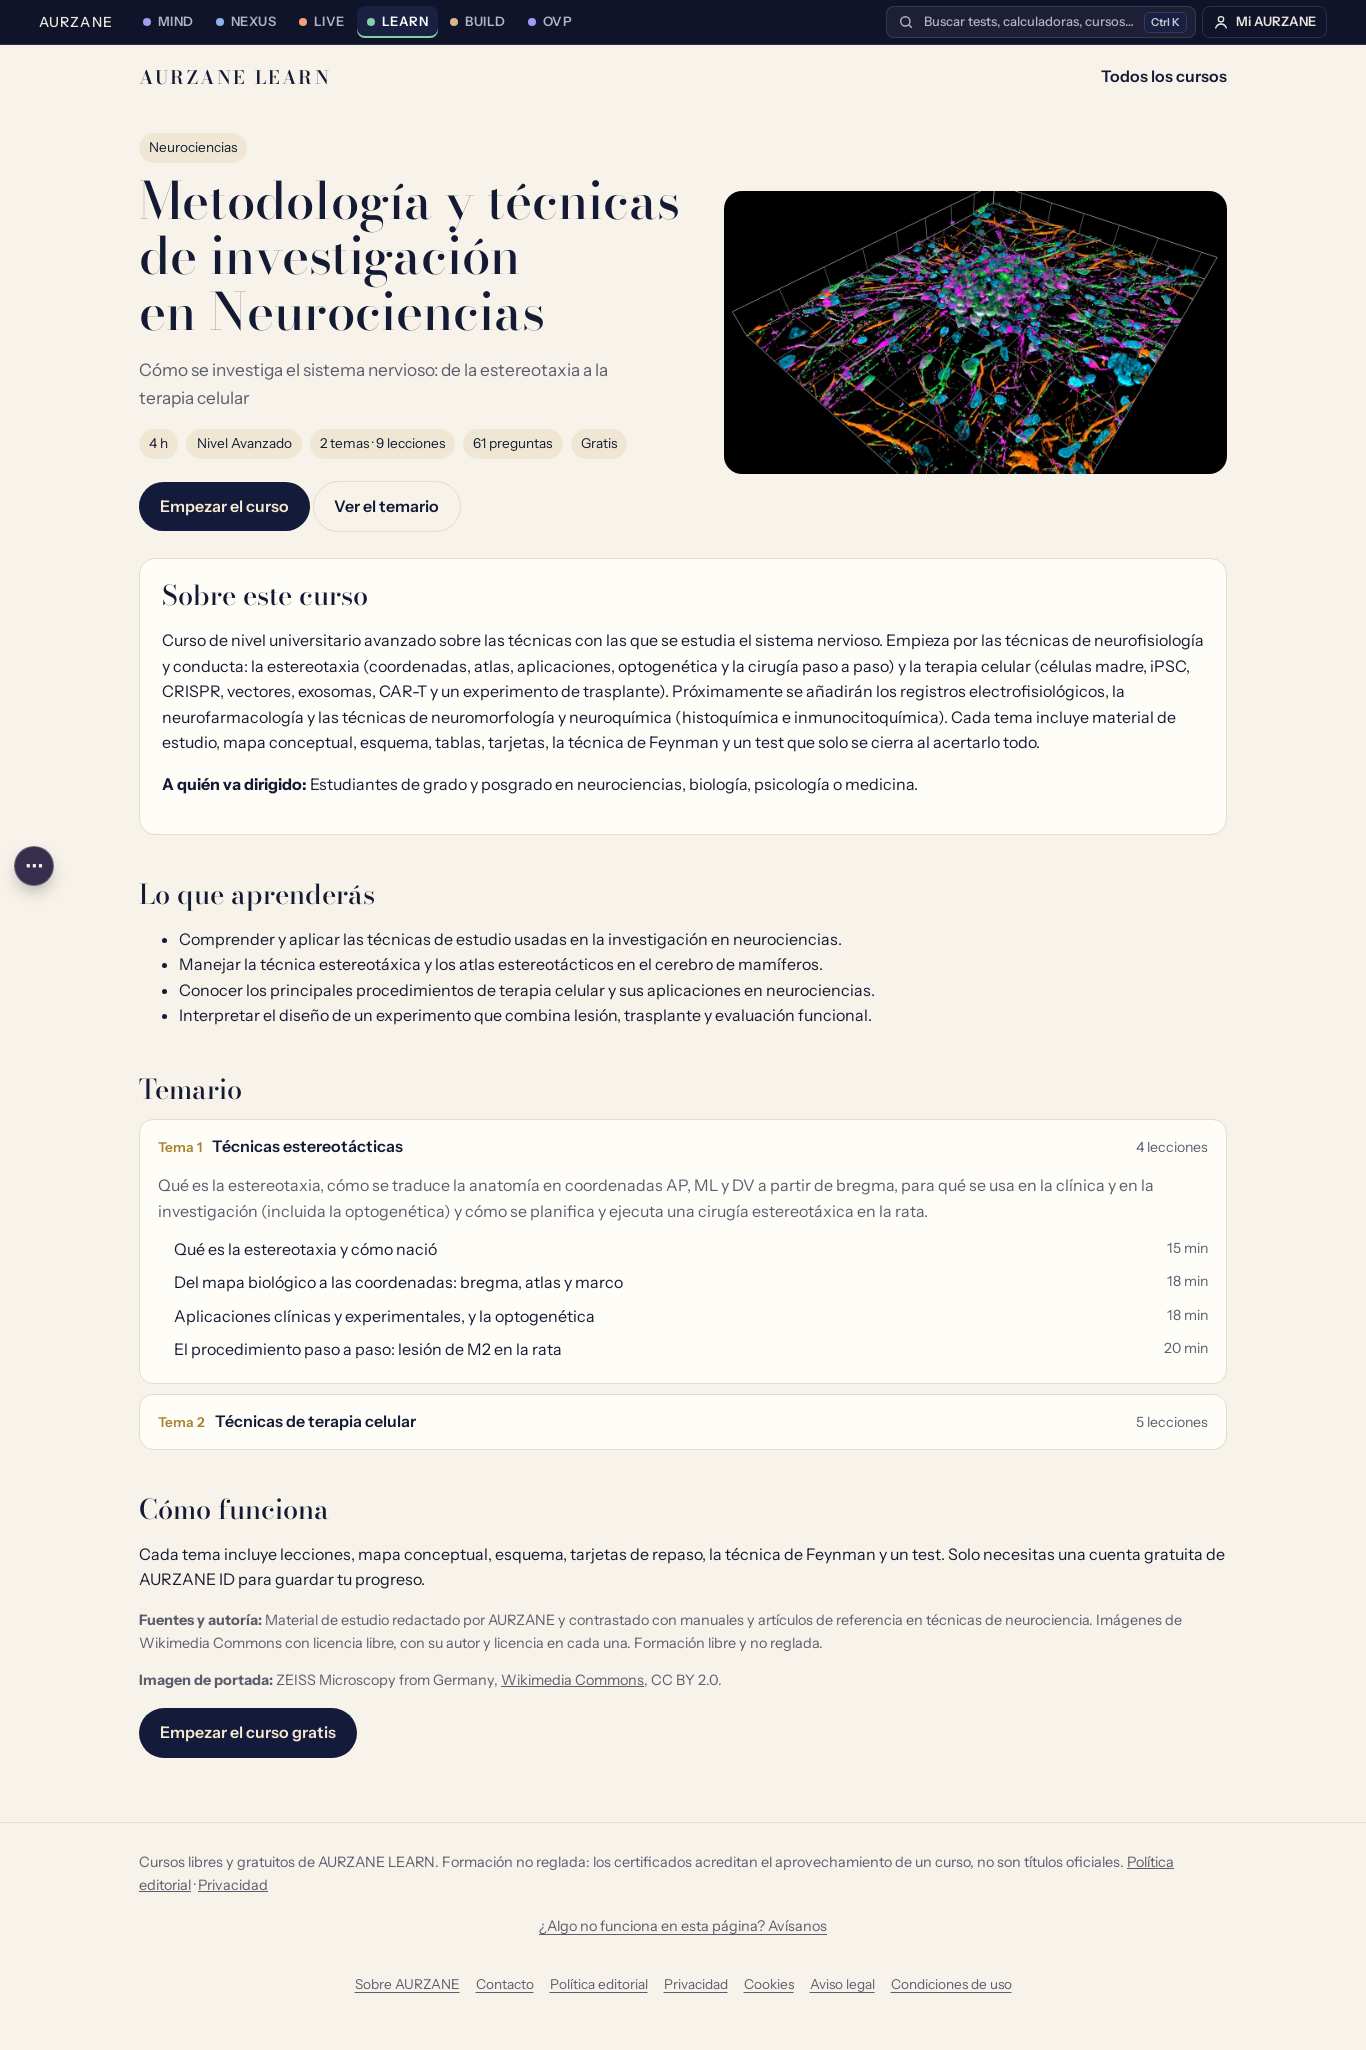 AURZANE
MIND
NEXUS
LIVE
LEARN
BUILD
OVP
Buscar tests, calculadoras, cursos…
Ctrl K
Mi AURZANE
AURZANE LEARN
Todos los cursos
Neurociencias
Metodología y técnicas
de investigación
en Neurociencias
Cómo se investiga el sistema nervioso: de la estereotaxia a la
terapia celular
4 h
Nivel Avanzado
2 temas · 9 lecciones
61 preguntas
Gratis
Empezar el curso
Ver el temario
Sobre este curso
Curso de nivel universitario avanzado sobre las técnicas con las que se estudia el sistema nervioso. Empieza por las técnicas de neurofisiología
y conducta: la estereotaxia (coordenadas, atlas, aplicaciones, optogenética y la cirugía paso a paso) y la terapia celular (células madre, iPSC,
CRISPR, vectores, exosomas, CAR-T y un experimento de trasplante). Próximamente se añadirán los registros electrofisiológicos, la
neurofarmacología y las técnicas de neuromorfología y neuroquímica (histoquímica e inmunocitoquímica). Cada tema incluye material de
estudio, mapa conceptual, esquema, tablas, tarjetas, la técnica de Feynman y un test que solo se cierra al acertarlo todo.
A quién va dirigido: Estudiantes de grado y posgrado en neurociencias, biología, psicología o medicina.
Lo que aprenderás
• Comprender y aplicar las técnicas de estudio usadas en la investigación en neurociencias.
• Manejar la técnica estereotáxica y los atlas estereotácticos en el cerebro de mamíferos.
• Conocer los principales procedimientos de terapia celular y sus aplicaciones en neurociencias.
• Interpretar el diseño de un experimento que combina lesión, trasplante y evaluación funcional.
Temario
Tema 1 Técnicas estereotácticas 4 lecciones
Qué es la estereotaxia, cómo se traduce la anatomía en coordenadas AP, ML y DV a partir de bregma, para qué se usa en la clínica y en la
investigación (incluida la optogenética) y cómo se planifica y ejecuta una cirugía estereotáxica en la rata.
Qué es la estereotaxia y cómo nació 15 min
Del mapa biológico a las coordenadas: bregma, atlas y marco 18 min
Aplicaciones clínicas y experimentales, y la optogenética 18 min
El procedimiento paso a paso: lesión de M2 en la rata 20 min
Tema 2 Técnicas de terapia celular 5 lecciones
Cómo funciona
Cada tema incluye lecciones, mapa conceptual, esquema, tarjetas de repaso, la técnica de Feynman y un test. Solo necesitas una cuenta gratuita de
AURZANE ID para guardar tu progreso.
Fuentes y autoría: Material de estudio redactado por AURZANE y contrastado con manuales y artículos de referencia en técnicas de neurociencia. Imágenes de
Wikimedia Commons con licencia libre, con su autor y licencia en cada una. Formación libre y no reglada.
Imagen de portada: ZEISS Microscopy from Germany, Wikimedia Commons, CC BY 2.0.
Empezar el curso gratis
Cursos libres y gratuitos de AURZANE LEARN. Formación no reglada: los certificados acreditan el aprovechamiento de un curso, no son títulos oficiales. Política
editorial · Privacidad
¿Algo no funciona en esta página? Avísanos
Sobre AURZANE
Contacto
Política editorial
Privacidad
Cookies
Aviso legal
Condiciones de uso